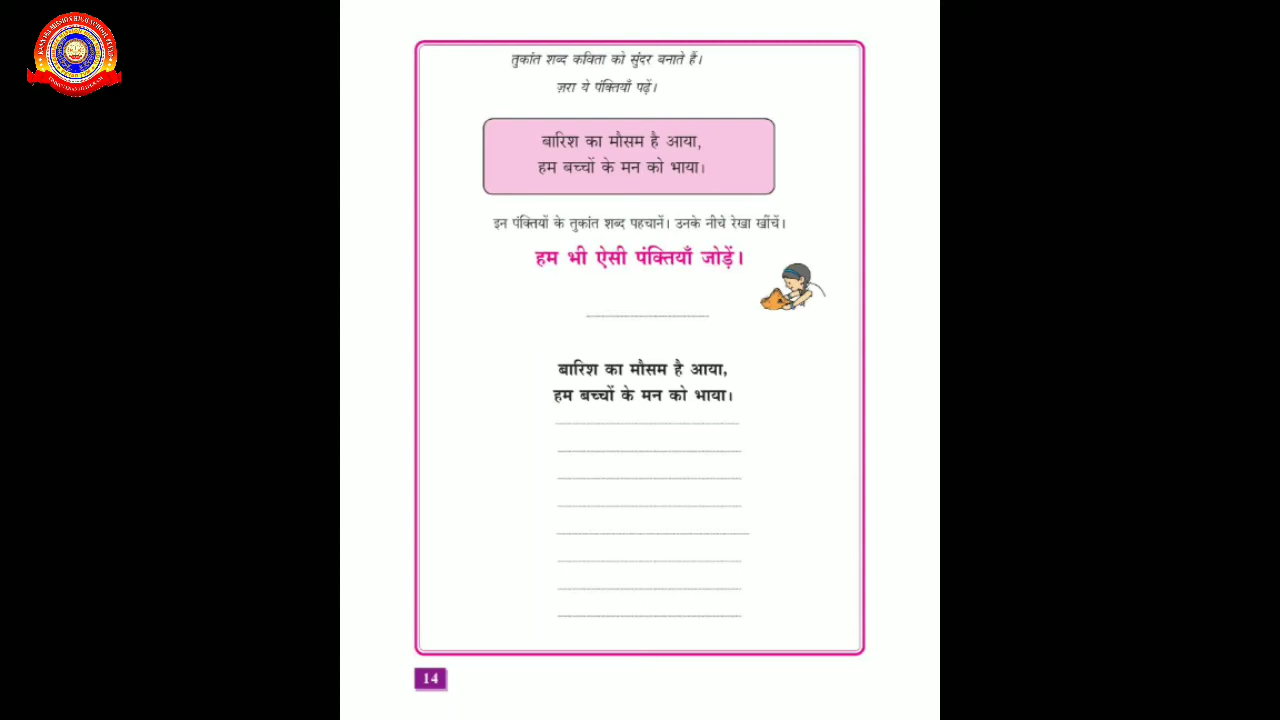 तुकांत शब्द कविता को सुंदर बनाते हैं।
ज़रा ये पंक्तियाँ पढ़ें।
बारिश का मौसम है आया,
हम बच्चों के मन को भाया।
इन पंक्तियों के तुकांत शब्द पहचानें। उनके नीचे रेखा खींचें।
हम भी ऐसी पंक्तियाँ जोड़ें।
बारिश का मौसम है आया,
हम बच्चों के मन को भाया।
14